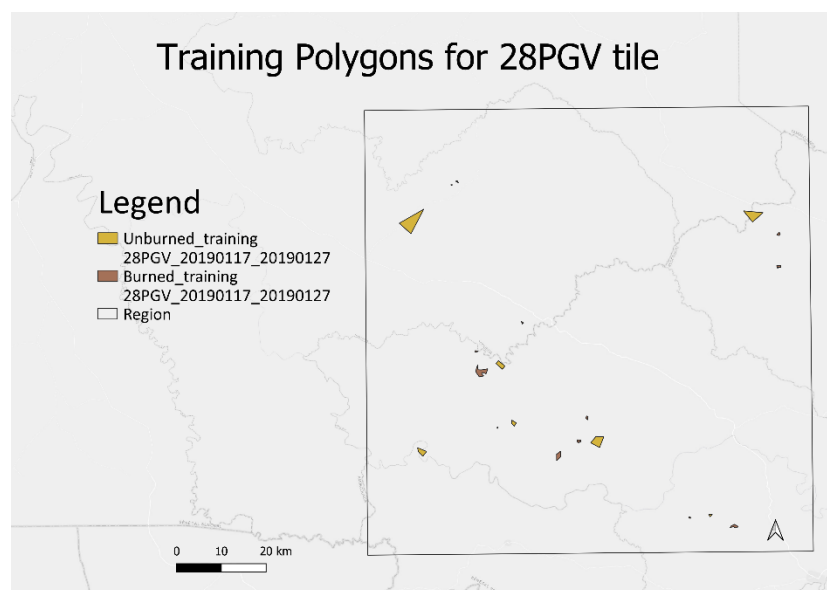 Training Polygons for 28PGV tile
Legend
Unburned_training
28PGV_20190117_20190127
Burned_training
28PGV_20190117_20190127
Region
0 10 20 km